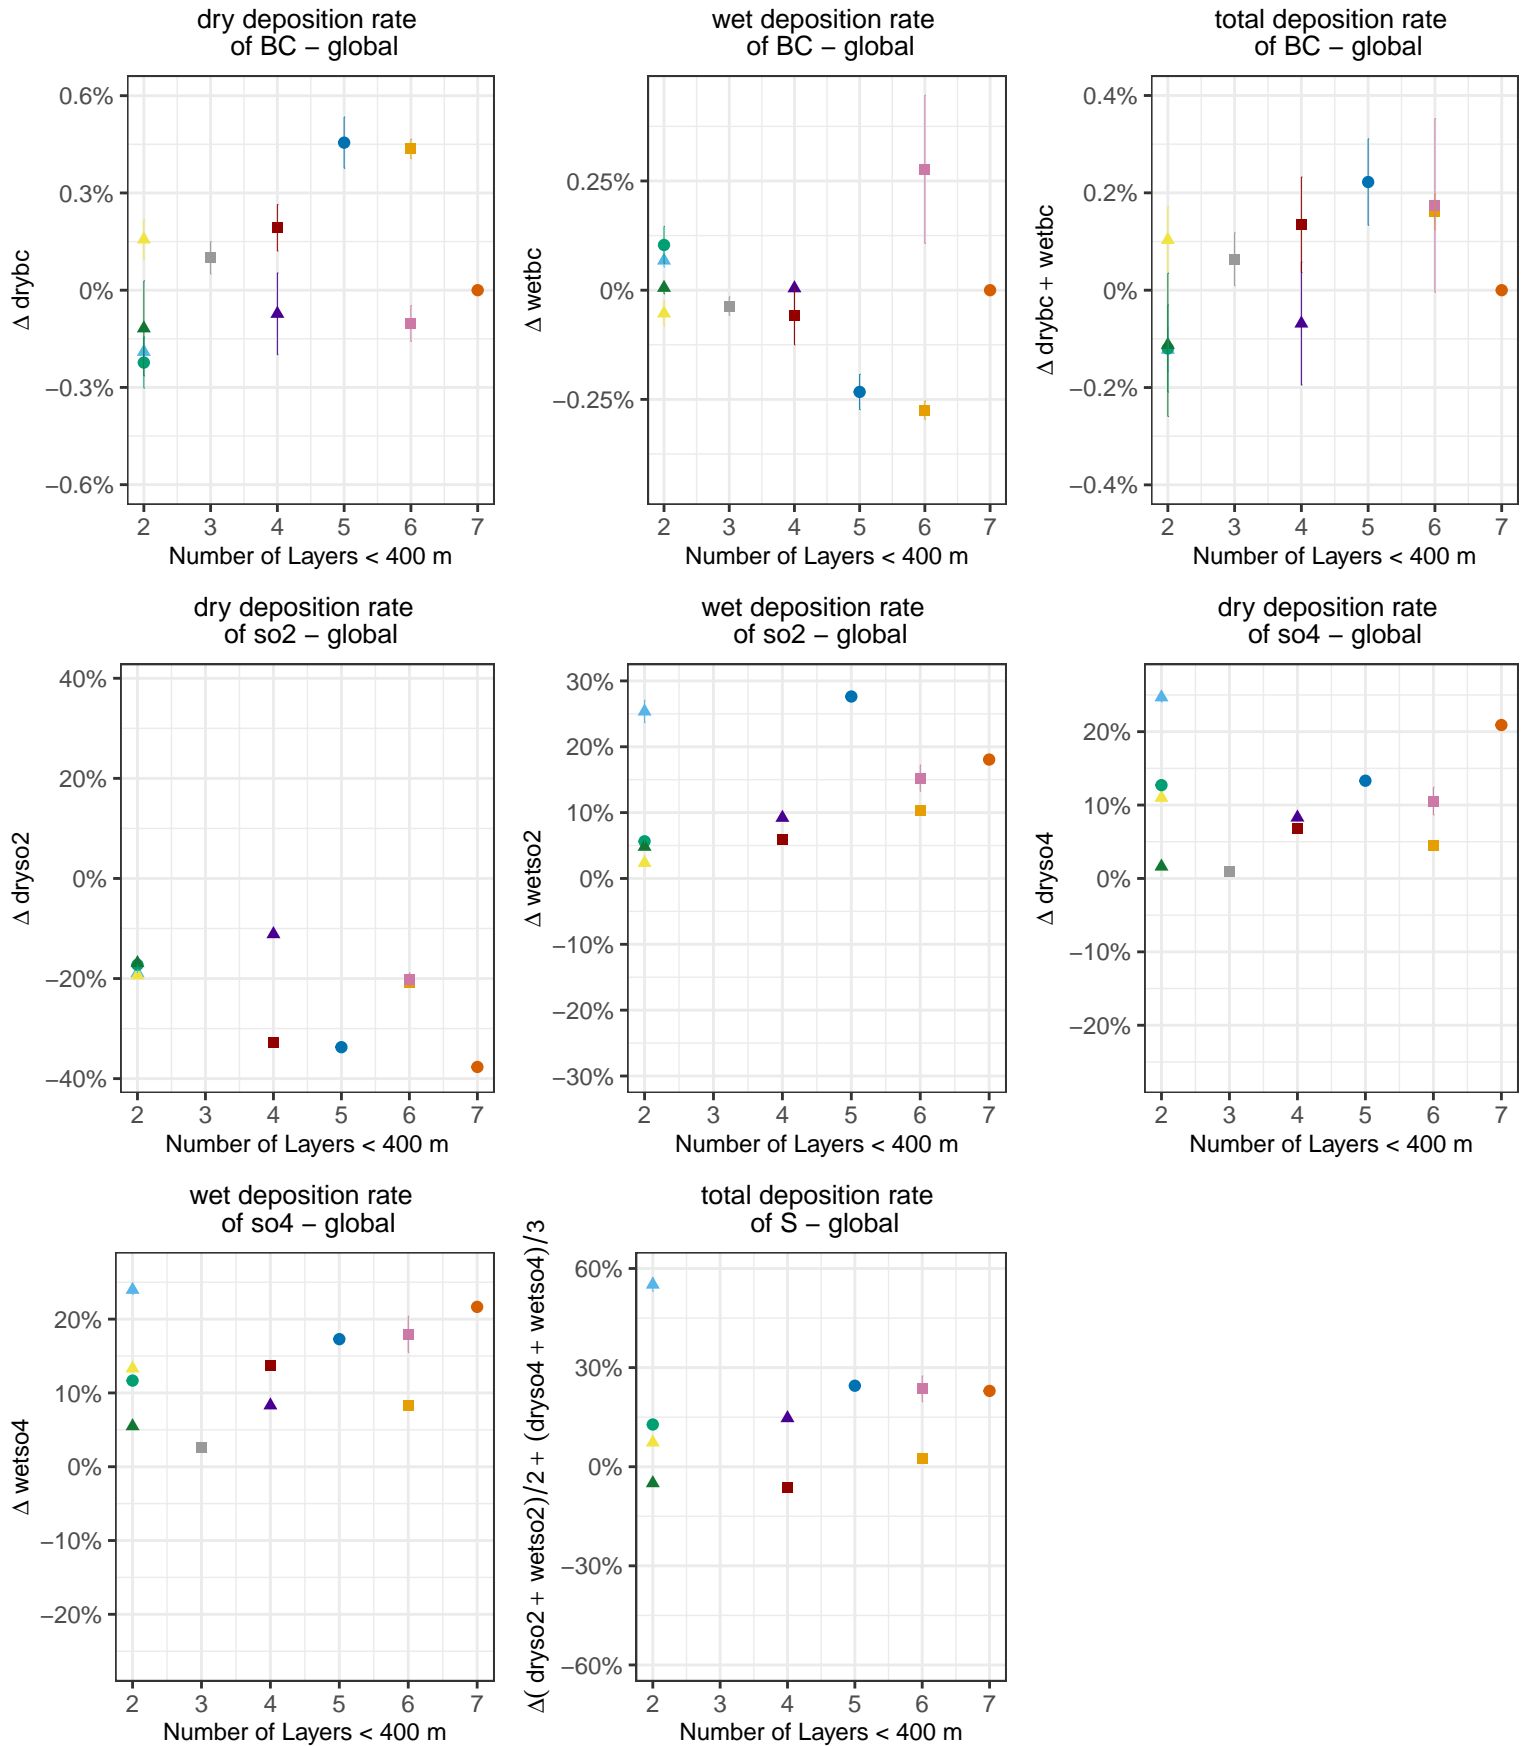 dry deposition rate
of BC – global
Δ drybc
0.6%
0.3%
0%
−0.3%
−0.6%
2 3 4 5 6 7
Number of Layers < 400 m
wet deposition rate
of BC – global
Δ wetbc
0.25%
0%
−0.25%
2 3 4 5 6 7
Number of Layers < 400 m
total deposition rate
of BC – global
Δ drybc + wetbc
0.4%
0.2%
0%
−0.2%
−0.4%
2 3 4 5 6 7
Number of Layers < 400 m
dry deposition rate
of so2 – global
Δ dryso2
40%
20%
0%
−20%
−40%
2 3 4 5 6 7
Number of Layers < 400 m
wet deposition rate
of so2 – global
Δ wetso2
30%
20%
10%
0%
−10%
−20%
−30%
2 3 4 5 6 7
Number of Layers < 400 m
dry deposition rate
of so4 – global
Δ dryso4
20%
10%
0%
−10%
−20%
2 3 4 5 6 7
Number of Layers < 400 m
wet deposition rate
of so4 – global
Δ wetso4
20%
10%
0%
−10%
−20%
2 3 4 5 6 7
Number of Layers < 400 m
total deposition rate
of S – global
Δ( dryso2 + wetso2)/2 + (dryso4 + wetso4)/3
60%
30%
0%
−30%
−60%
2 3 4 5 6 7
Number of Layers < 400 m